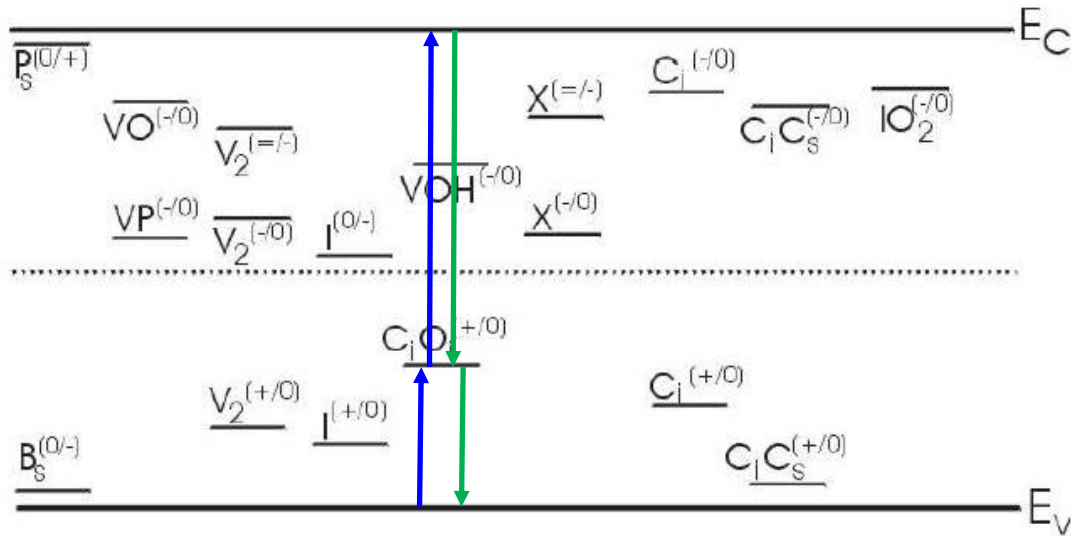 E_C
P_S^(0/+)
C_i^(-/0)
X^(=/-)
VO^(-/0)
V_2^(=/-)
C_iC_S^(-/0)
IO_2^(-/0)
VOH^(-/0)
VP^(-/0)
V_2^(-/0)
I^(0/-)
X^(-/0)
C_iO_i^(+/0)
V_2^(+/0)
I^(+/0)
C_i^(+/0)
B_S^(0/-)
C_iC_S^(+/0)
E_V